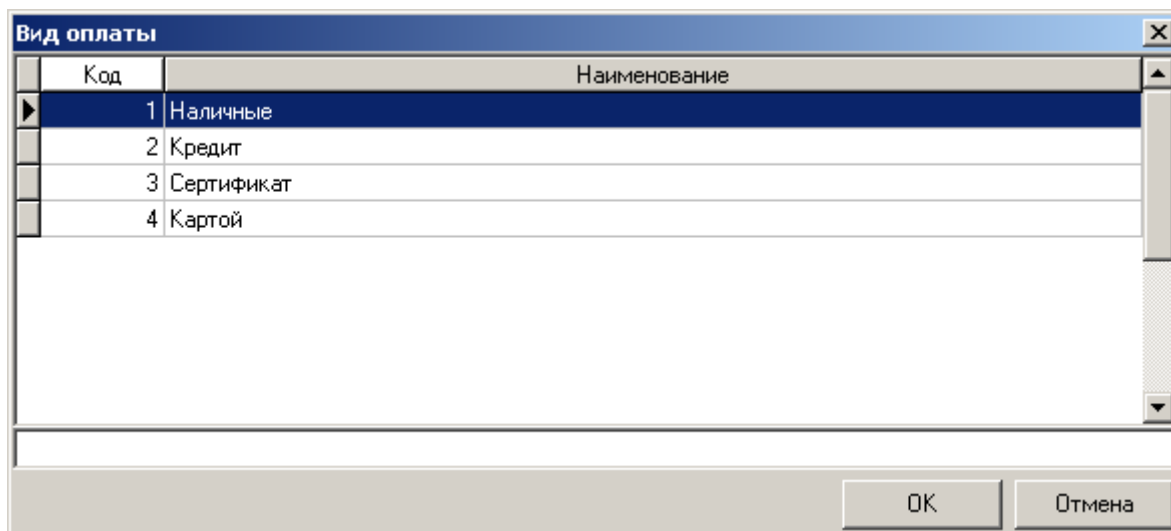 Вид оплаты
Код Наименование
1 Наличные
2 Кредит
3 Сертификат
4 Картой
OK Отмена